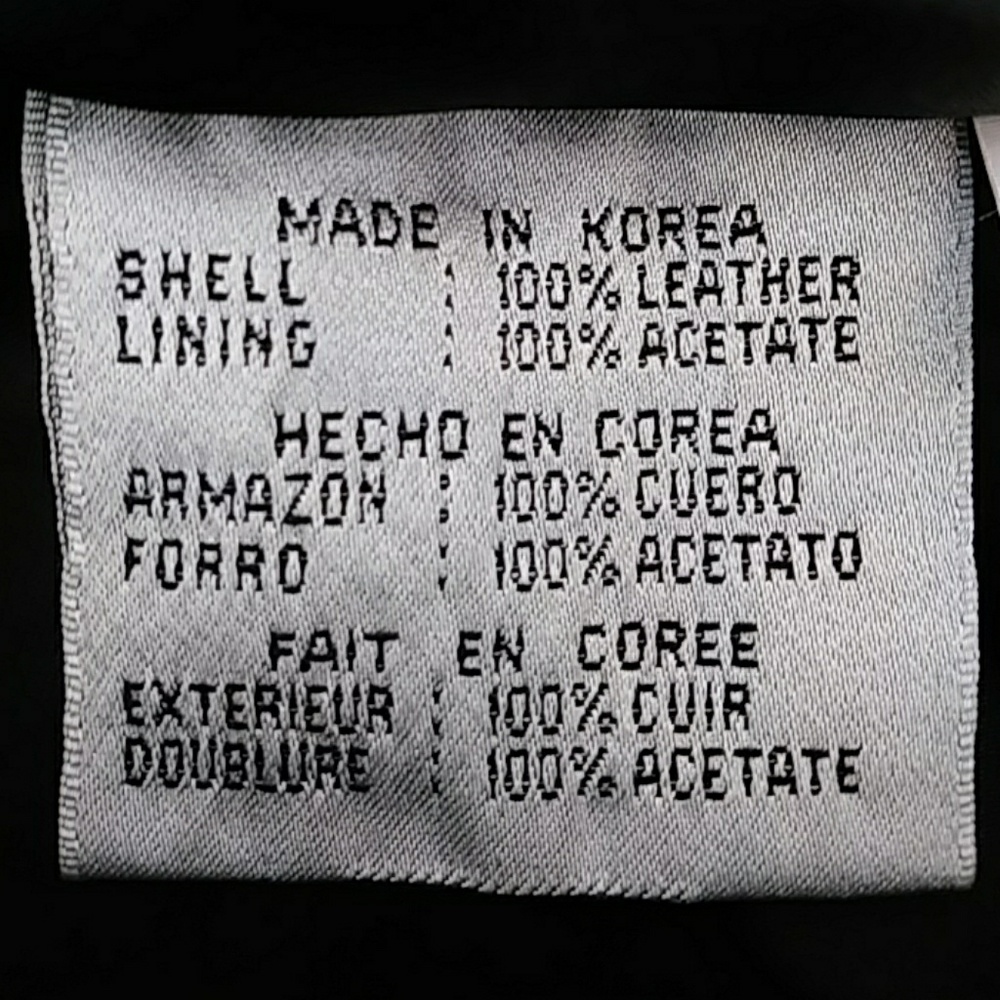 MADE IN KOREA
SHELL : 100% LEATHER
LINING : 100% ACETATE
HECHO EN COREA
ARMAZON : 100% CUERO
FORRO : 100% ACETATO
FAIT EN COREE
EXTERIEUR : 100% CUIR
DOUBLURE : 100% ACETATE